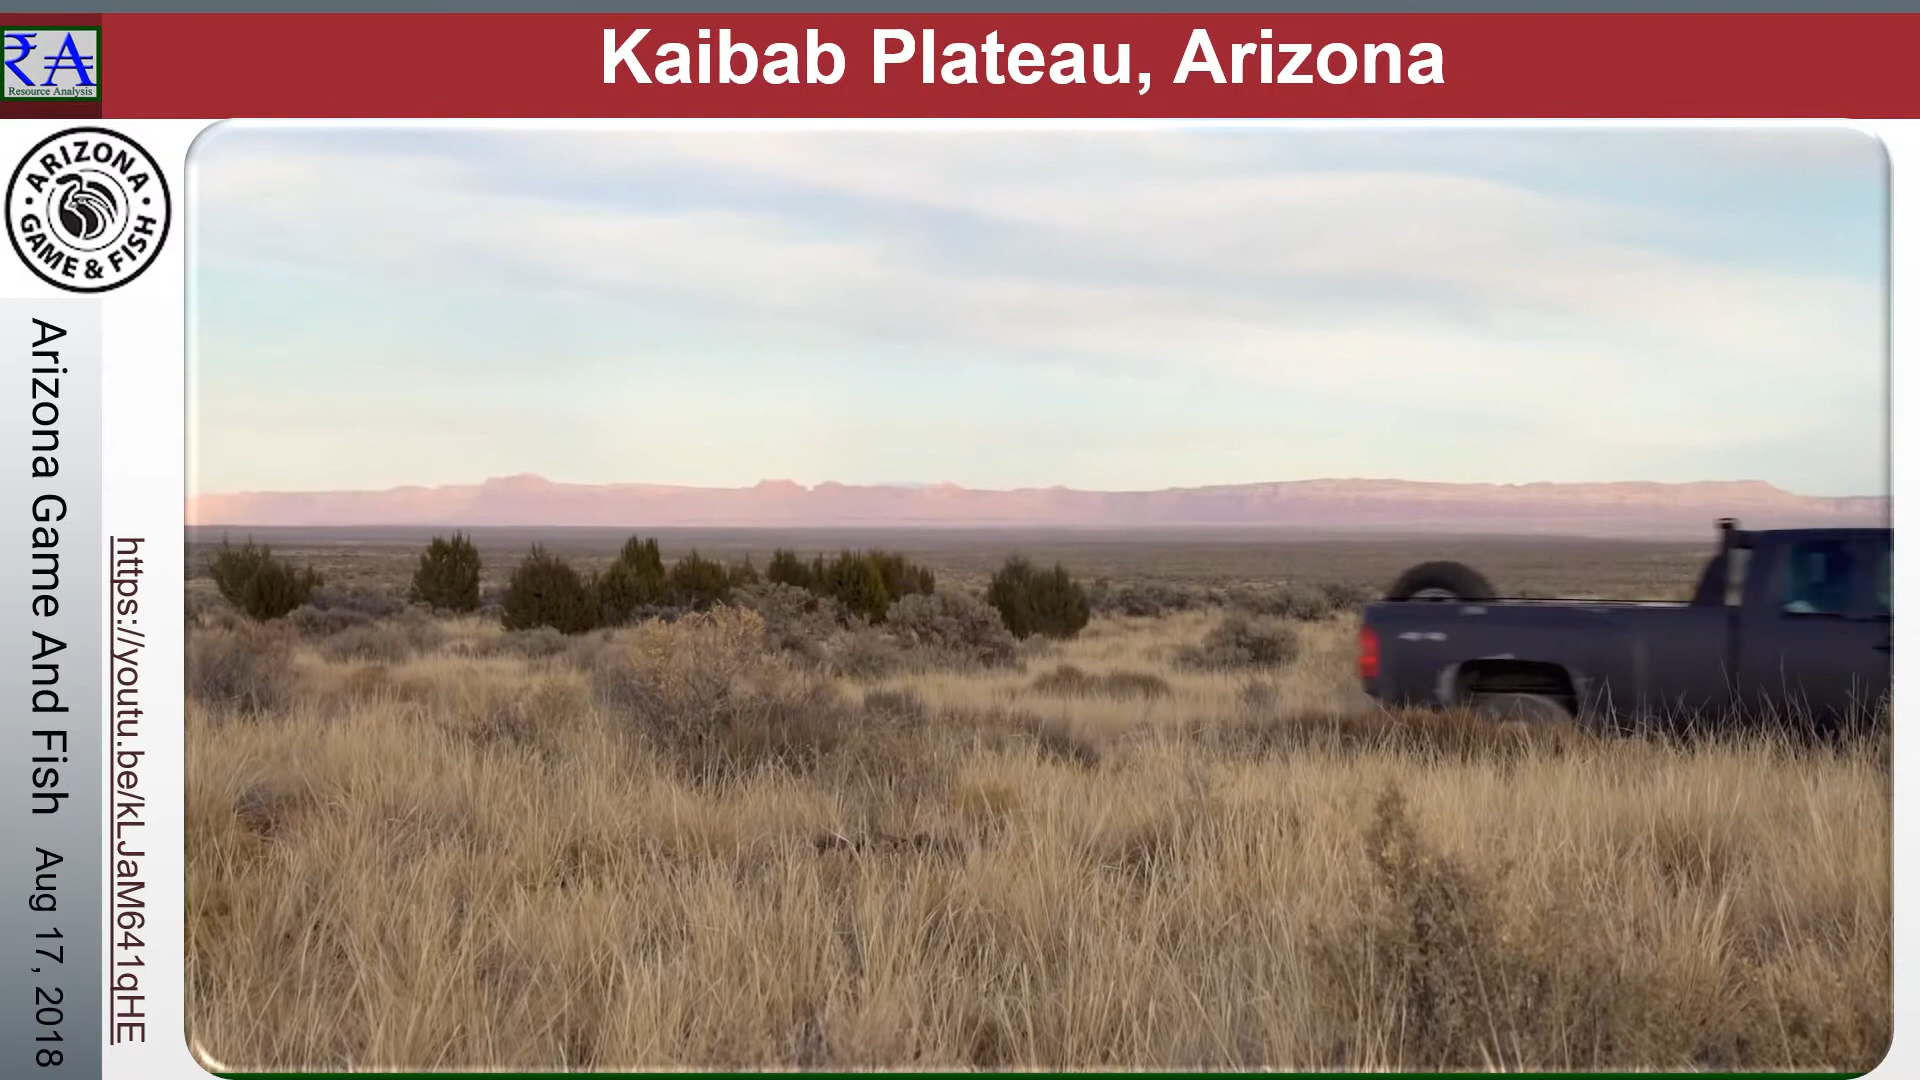 Kaibab Plateau, Arizona
₹A
Resource Analysis
ARIZONA
GAME & FISH
Arizona Game And Fish Aug 17, 2018
https://youtu.be/kLJaM641qHE